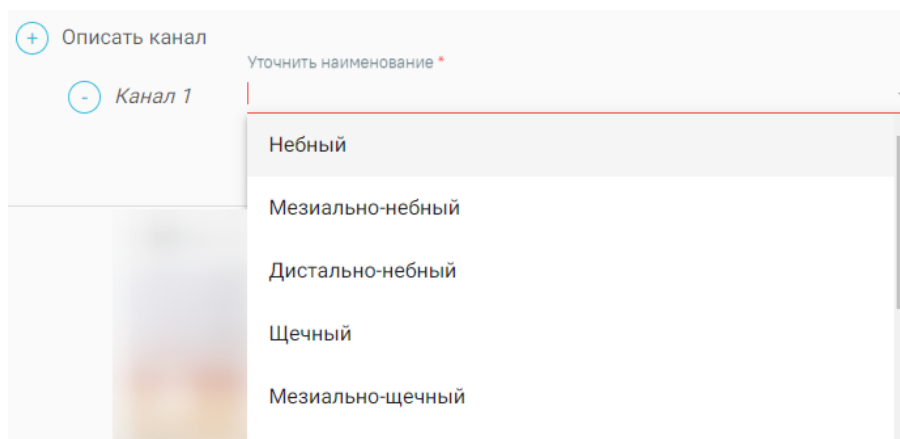 + Описать канал
Уточнить наименование *
- Канал 1
Небный
Мезиально-небный
Дистально-небный
Щечный
Мезиально-щечный